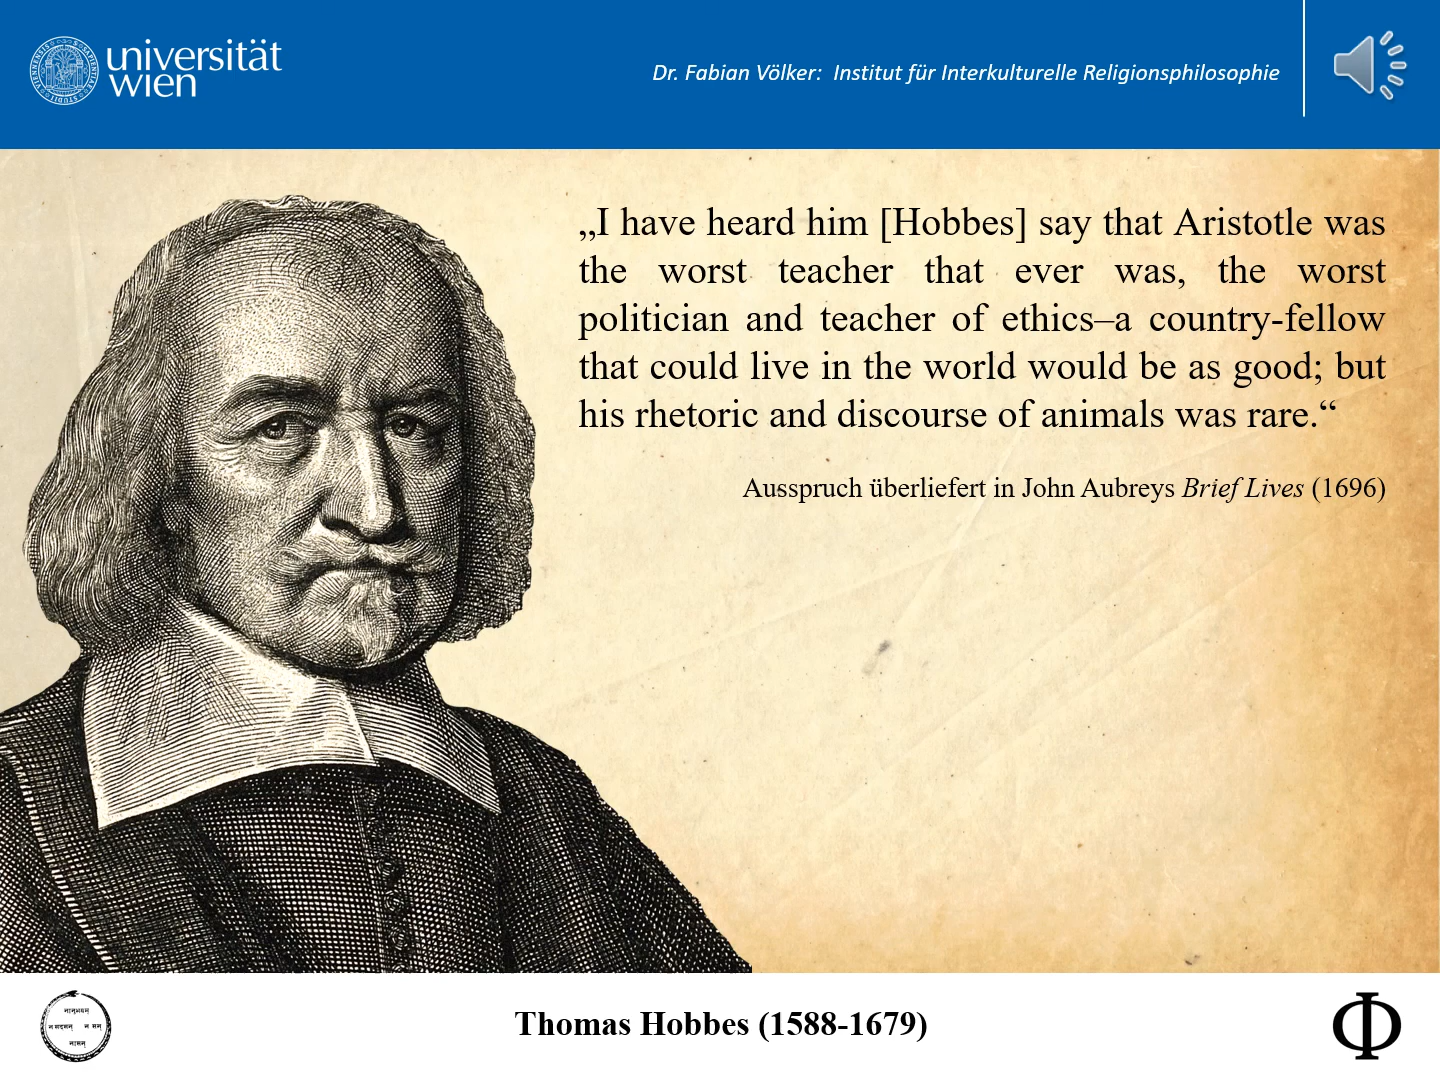 universität
wien
Dr. Fabian Völker: Institut für Interkulturelle Religionsphilosophie
„I have heard him [Hobbes] say that Aristotle was
the worst teacher that ever was, the worst
politician and teacher of ethics–a country-fellow
that could live in the world would be as good; but
his rhetoric and discourse of animals was rare.“
Ausspruch überliefert in John Aubreys Brief Lives (1696)
Thomas Hobbes (1588-1679)
Φ